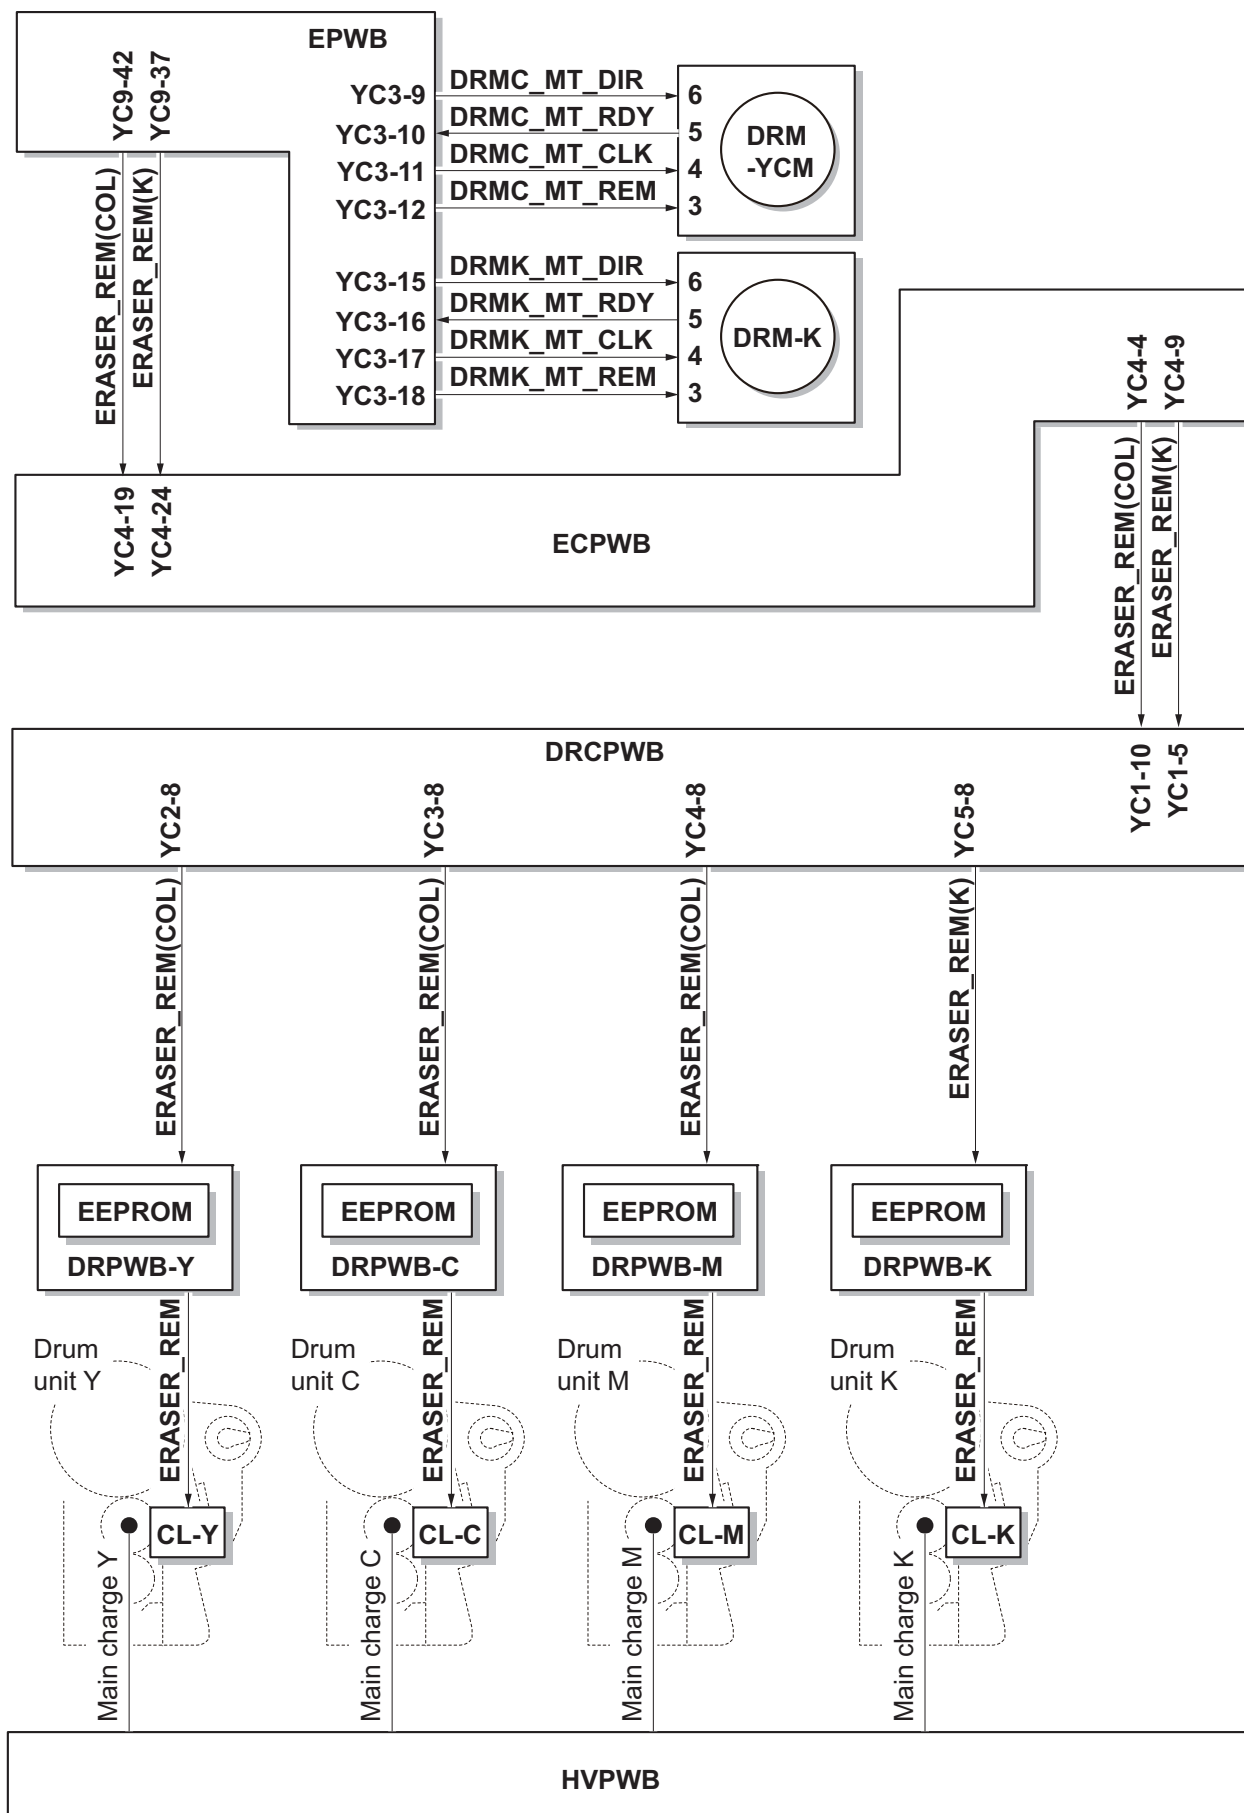 EPWB
YC9-42
YC9-37
YC3-9
DRMC_MT_DIR
6
YC3-10
DRMC_MT_RDY
5
YC3-11
DRMC_MT_CLK
4
YC3-12
DRMC_MT_REM
3
DRM
-YCM
YC3-15
DRMK_MT_DIR
6
YC3-16
DRMK_MT_RDY
5
YC3-17
DRMK_MT_CLK
4
YC3-18
DRMK_MT_REM
3
DRM-K
ERASER_REM(COL)
ERASER_REM(K)
YC4-19
YC4-24
ECPWB
YC4-4
YC4-9
ERASER_REM(COL)
ERASER_REM(K)
DRCPWB
YC1-10
YC1-5
YC2-8
YC3-8
YC4-8
YC5-8
ERASER_REM(COL)
ERASER_REM(COL)
ERASER_REM(COL)
ERASER_REM(K)
EEPROM
DRPWB-Y
EEPROM
DRPWB-C
EEPROM
DRPWB-M
EEPROM
DRPWB-K
Drum
unit Y
ERASER_REM
Drum
unit C
ERASER_REM
Drum
unit M
ERASER_REM
Drum
unit K
ERASER_REM
CL-Y
CL-C
CL-M
CL-K
Main charge Y
Main charge C
Main charge M
Main charge K
HVPWB